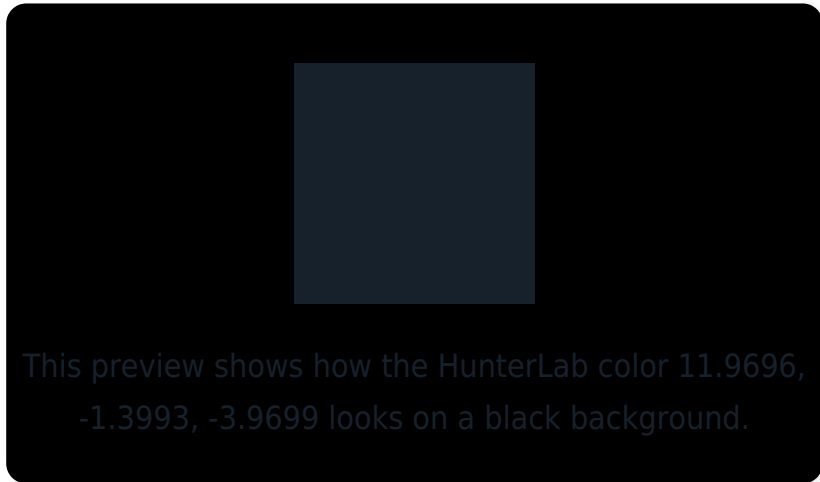 This preview shows how the HunterLab color 11.9696,
-1.3993, -3.9699 looks on a black background.